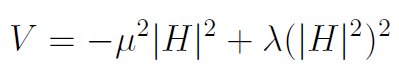 V = −μ²|H|² + λ(|H|²)²